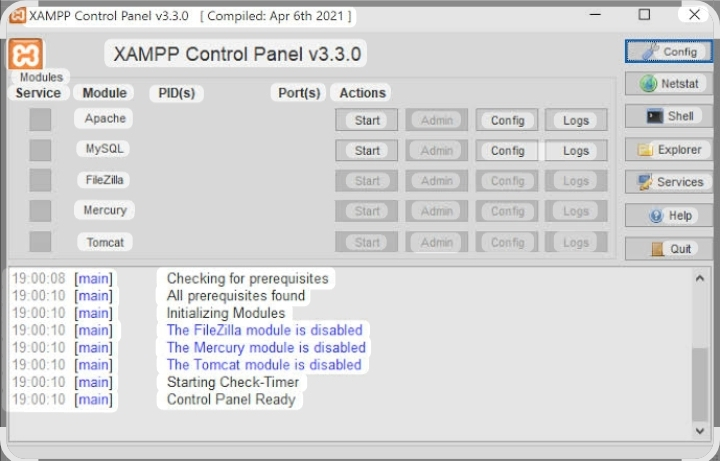 XAMPP Control Panel v3.3.0 [ Compiled: Apr 6th 2021 ]
XAMPP Control Panel v3.3.0
Config
Modules
Service Module PID(s) Port(s) Actions
Netstat
Apache Start Admin Config Logs
Shell
MySQL Start Admin Config Logs
Explorer
FileZilla Start Admin Config Logs
Services
Mercury Start Admin Config Logs
Help
Tomcat Start Admin Config Logs
Quit
19:00:08 [main] Checking for prerequisites
19:00:10 [main] All prerequisites found
19:00:10 [main] Initializing Modules
19:00:10 [main] The FileZilla module is disabled
19:00:10 [main] The Mercury module is disabled
19:00:10 [main] The Tomcat module is disabled
19:00:10 [main] Starting Check-Timer
19:00:10 [main] Control Panel Ready